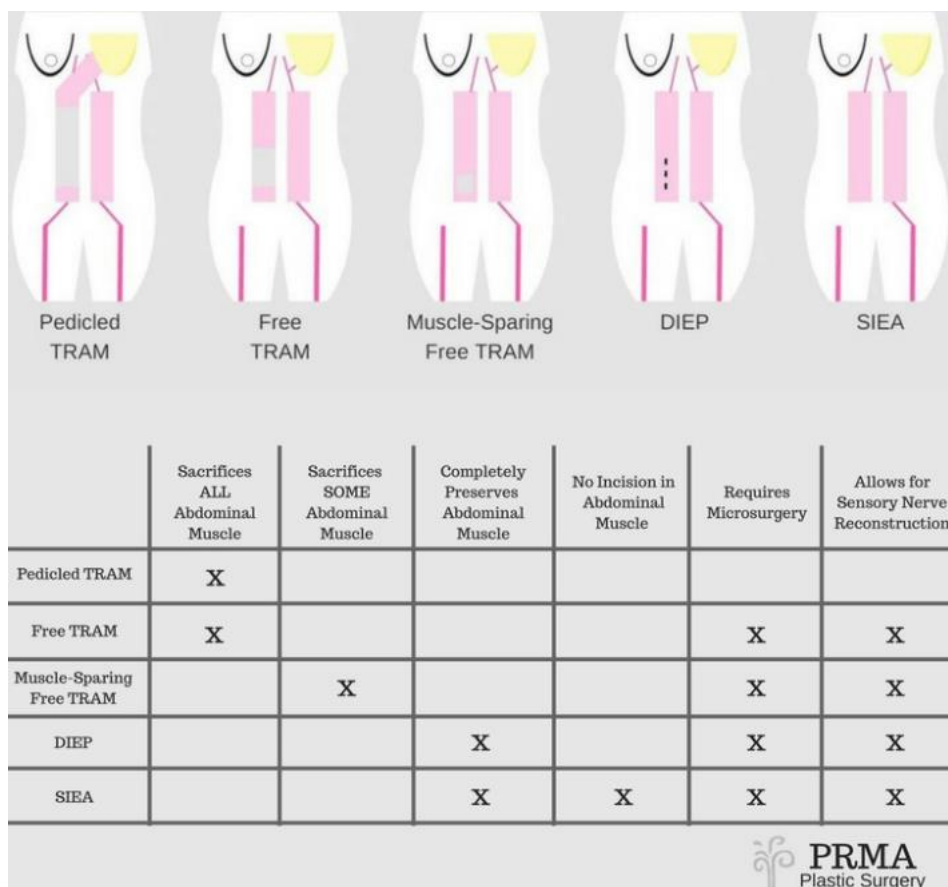 Pedicled
TRAM
Free
TRAM
Muscle-Sparing
Free TRAM
DIEP
SIEA
Sacrifices
ALL
Abdominal
Muscle
Sacrifices
SOME
Abdominal
Muscle
Completely
Preserves
Abdominal
Muscle
No Incision in
Abdominal
Muscle
Requires
Microsurgery
Allows for
Sensory Nerve
Reconstruction
Pedicled TRAM X
Free TRAM X X X
Muscle-Sparing
Free TRAM X X X
DIEP X X X
SIEA X X X X
PRMA
Plastic Surgery